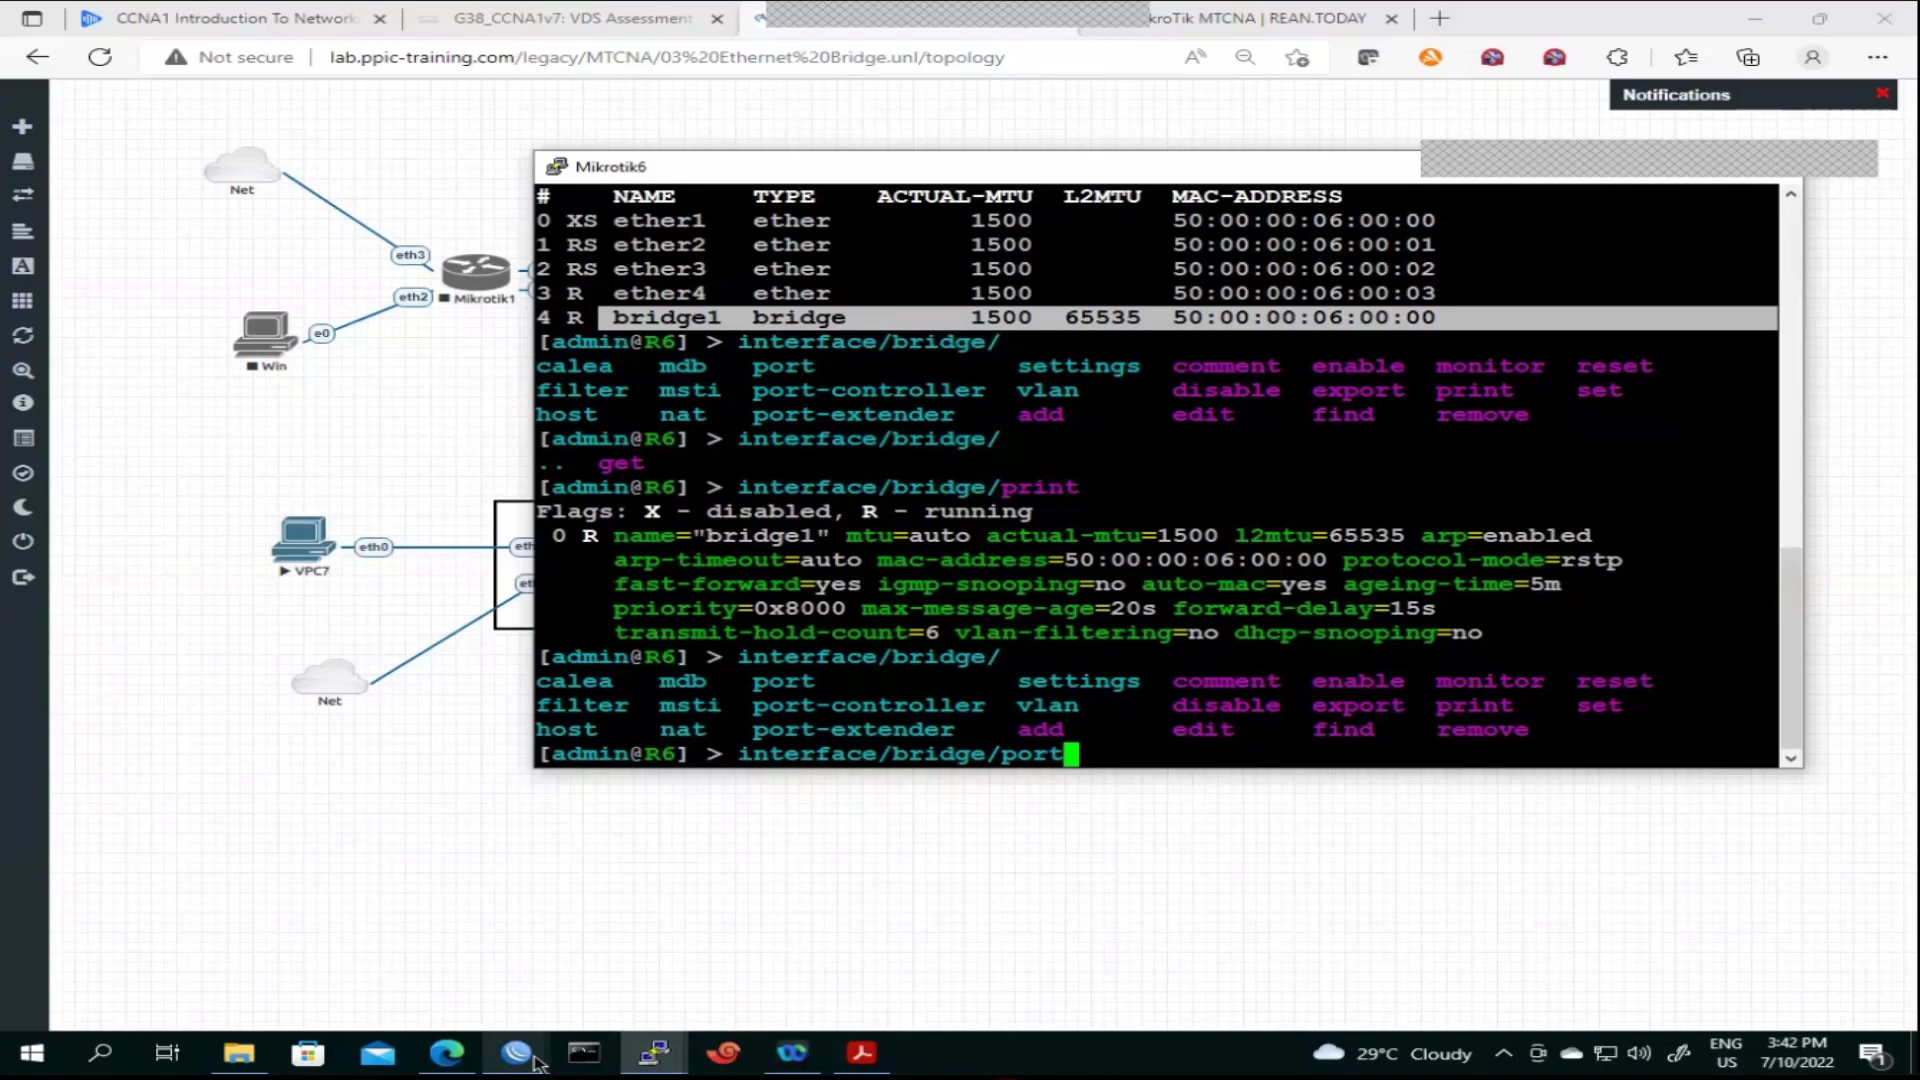 CCNA1 Introduction To Network
G38_CCNA1v7: VDS Assessment
kroTik MTCNA | REAN.TODAY
Not secure
lab.ppic-training.com/legacy/MTCNA/03%20Ethernet%20Bridge.unl/topology
Notifications
Net
eth3
Mikrotik1
eth2
e0
Win
VPC7
eth0
eth
et
Net
Mikrotik6
# NAME TYPE ACTUAL-MTU L2MTU MAC-ADDRESS
0 XS ether1 ether 1500 50:00:00:06:00:00
1 RS ether2 ether 1500 50:00:00:06:00:01
2 RS ether3 ether 1500 50:00:00:06:00:02
3 R ether4 ether 1500 50:00:00:06:00:03
4 R bridge1 bridge 1500 65535 50:00:00:06:00:00
[admin@R6] > interface/bridge/
calea mdb port settings comment enable monitor reset
filter msti port-controller vlan disable export print set
host nat port-extender add edit find remove
[admin@R6] > interface/bridge/
.. get
[admin@R6] > interface/bridge/print
Flags: X - disabled, R - running
0 R name="bridge1" mtu=auto actual-mtu=1500 l2mtu=65535 arp=enabled
arp-timeout=auto mac-address=50:00:00:06:00:00 protocol-mode=rstp
fast-forward=yes igmp-snooping=no auto-mac=yes ageing-time=5m
priority=0x8000 max-message-age=20s forward-delay=15s
transmit-hold-count=6 vlan-filtering=no dhcp-snooping=no
[admin@R6] > interface/bridge/
calea mdb port settings comment enable monitor reset
filter msti port-controller vlan disable export print set
host nat port-extender add edit find remove
[admin@R6] > interface/bridge/port
29°C Cloudy
ENG
US
3:42 PM
7/10/2022
1